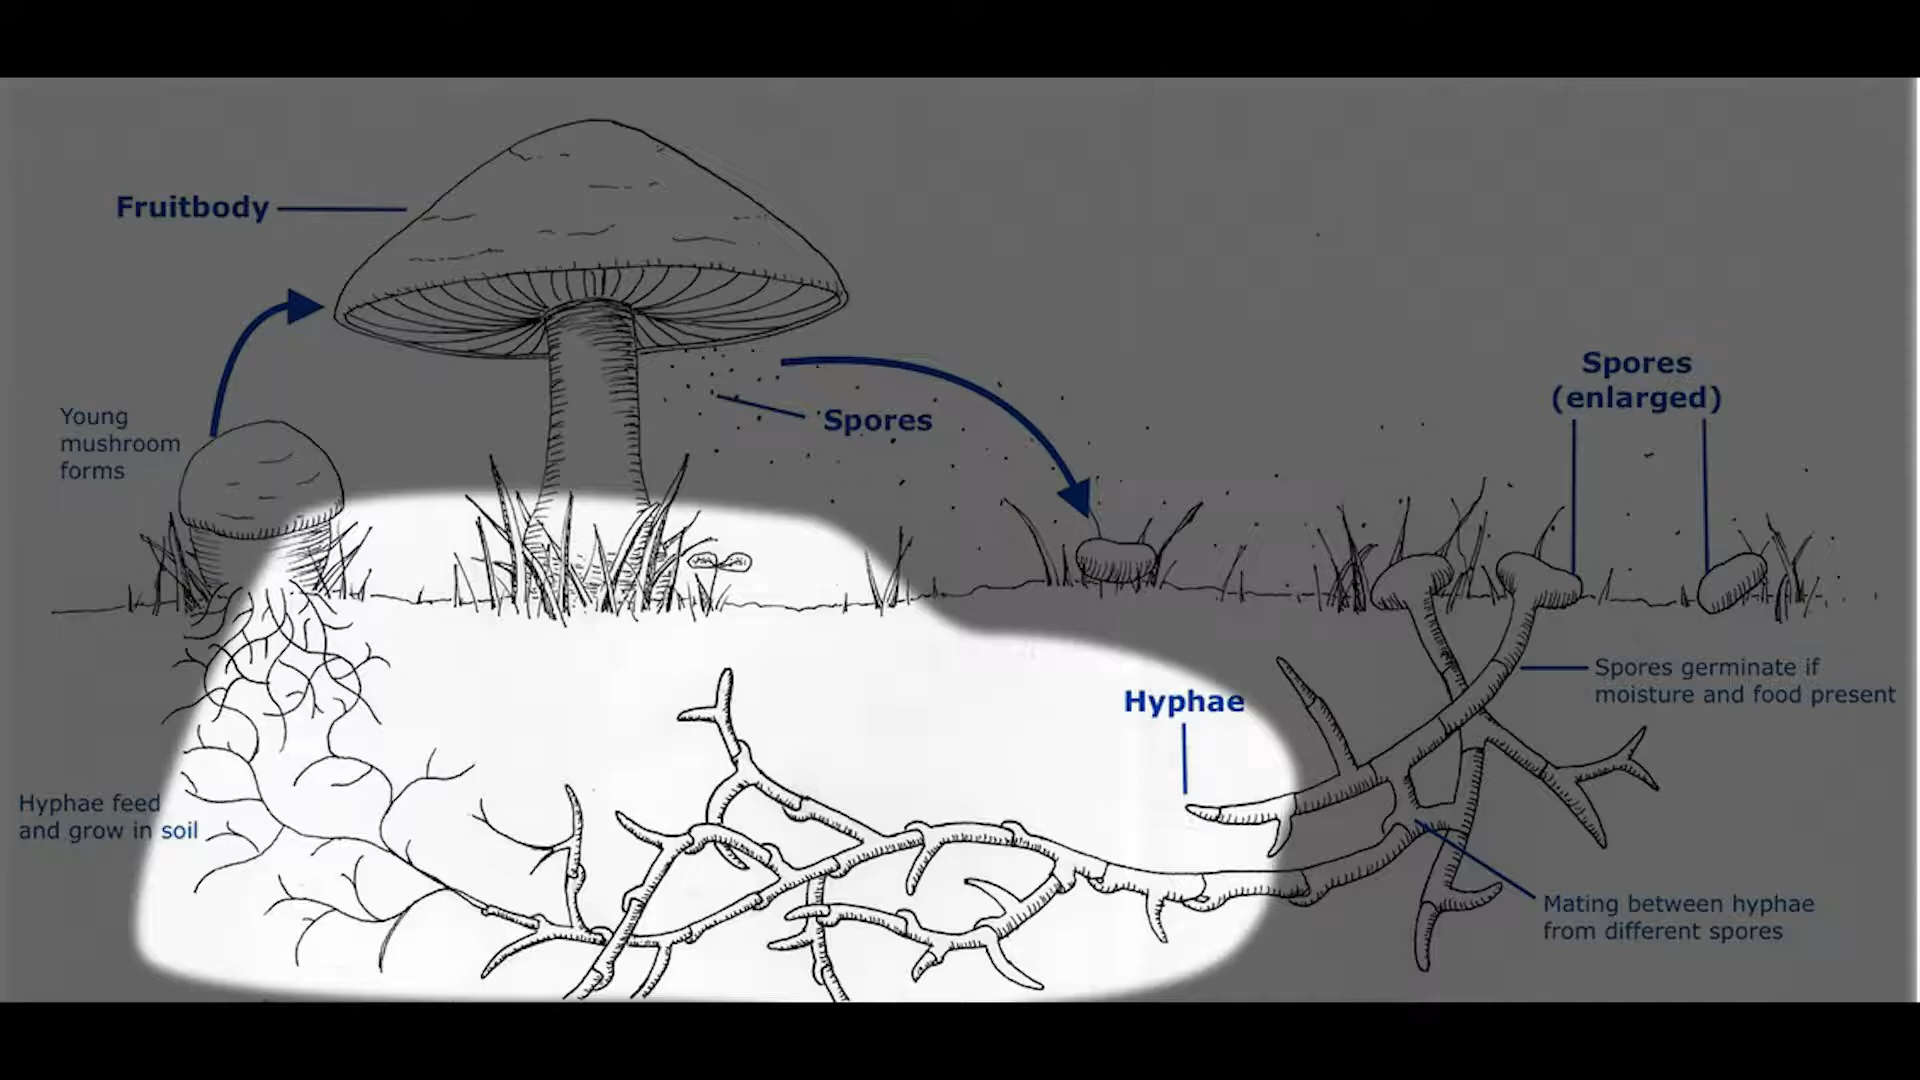 Fruitbody
Young
mushroom
forms
Spores
Spores
(enlarged)
Hyphae
Spores germinate if
moisture and food present
Hyphae feed
and grow in soil
Mating between hyphae
from different spores